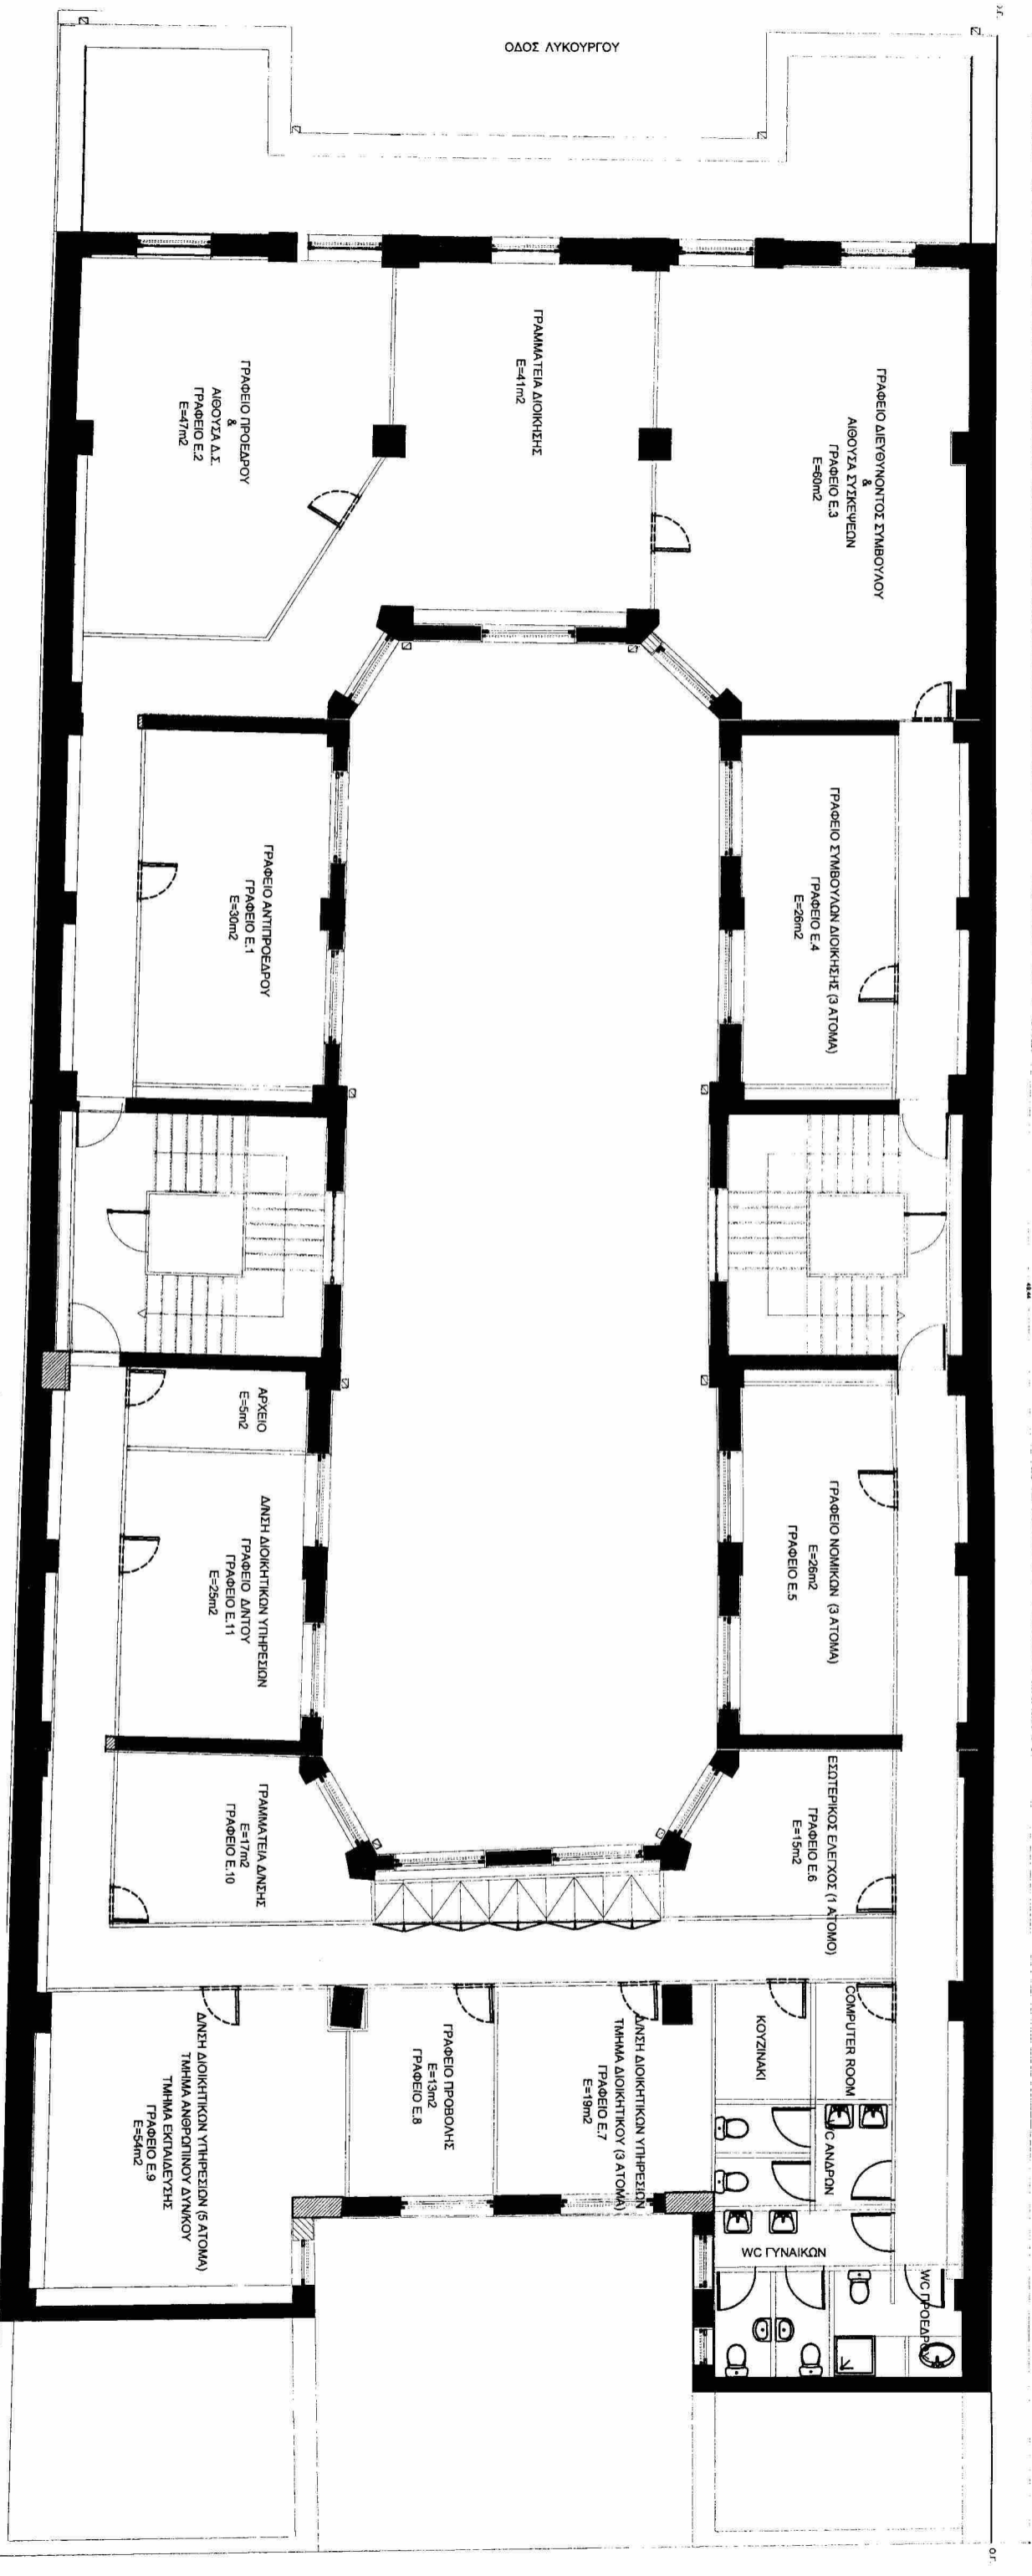 ΟΔΟΣ ΛΥΚΟΥΡΓΟΥ
ΓΡΑΦΕΙΟ ΠΡΟΕΔΡΟΥ
&
ΑΙΘΟΥΣΑ Δ.Σ.
ΓΡΑΦΕΙΟ Ε.2
Ε=47m2
ΓΡΑΜΜΑΤΕΙΑ ΔΙΟΙΚΗΣΗΣ
Ε=41m2
ΓΡΑΦΕΙΟ ΔΙΕΥΘΥΝΟΝΤΟΣ ΣΥΜΒΟΥΛΟΥ
&
ΑΙΘΟΥΣΑ ΣΥΣΚΕΨΕΩΝ
ΓΡΑΦΕΙΟ Ε.3
Ε=60m2
ΓΡΑΦΕΙΟ ΑΝΤΙΠΡΟΕΔΡΟΥ
ΓΡΑΦΕΙΟ Ε.1
Ε=30m2
ΓΡΑΦΕΙΟ ΣΥΜΒΟΥΛΩΝ ΔΙΟΙΚΗΣΗΣ (3 ΑΤΟΜΑ)
ΓΡΑΦΕΙΟ Ε.4
Ε=26m2
ΑΡΧΕΙΟ
Ε=5m2
Δ/ΝΣΗ ΔΙΟΙΚΗΤΙΚΩΝ ΥΠΗΡΕΣΙΩΝ
ΓΡΑΦΕΙΟ Δ/ΝΤΟΥ
ΓΡΑΦΕΙΟ Ε.11
Ε=25m2
ΓΡΑΦΕΙΟ ΝΟΜΙΚΩΝ (3 ΑΤΟΜΑ)
Ε=26m2
ΓΡΑΦΕΙΟ Ε.5
ΓΡΑΜΜΑΤΕΙΑ Δ/ΝΣΗΣ
Ε=17m2
ΓΡΑΦΕΙΟ Ε.10
ΕΣΩΤΕΡΙΚΟΣ ΕΛΕΓΧΟΣ (1 ΑΤΟΜΟ)
ΓΡΑΦΕΙΟ Ε.6
Ε=15m2
Δ/ΝΣΗ ΔΙΟΙΚΗΤΙΚΩΝ ΥΠΗΡΕΣΙΩΝ (5 ΑΤΟΜΑ)
ΤΜΗΜΑ ΑΝΘΡΩΠΙΝΟΥ ΔΥΝ/ΚΟΥ
ΤΜΗΜΑ ΕΚΠΑΙΔΕΥΣΗΣ
ΓΡΑΦΕΙΟ Ε.9
Ε=54m2
ΓΡΑΦΕΙΟ ΠΡΟΒΟΛΗΣ
Ε=13m2
ΓΡΑΦΕΙΟ Ε.8
Δ/ΝΣΗ ΔΙΟΙΚΗΤΙΚΩΝ ΥΠΗΡΕΣΙΩΝ
ΤΜΗΜΑ ΔΙΟΙΚΗΤΙΚΟΥ (3 ΑΤΟΜΑ)
ΓΡΑΦΕΙΟ Ε.7
Ε=19m2
ΚΟΥΖΙΝΑΚΙ
COMPUTER ROOM
WC ΑΝΔΡΩΝ
WC ΓΥΝΑΙΚΩΝ
WC ΠΡΟΕΔΡΟΥ
Ο.Γ.